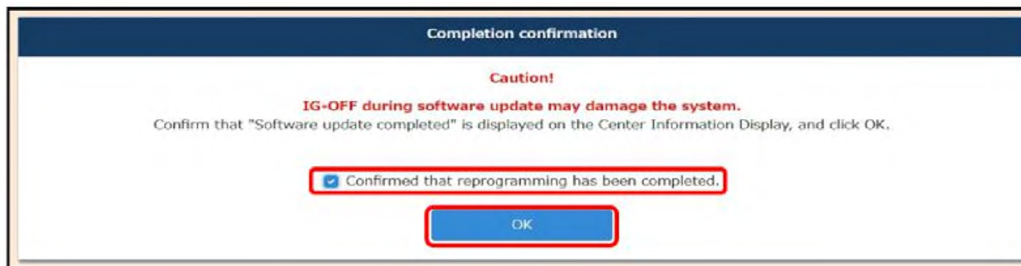 Completion confirmation
Caution!
IG-OFF during software update may damage the system.
Confirm that "Software update completed" is displayed on the Center Information Display, and click OK.
Confirmed that reprogramming has been completed.
OK